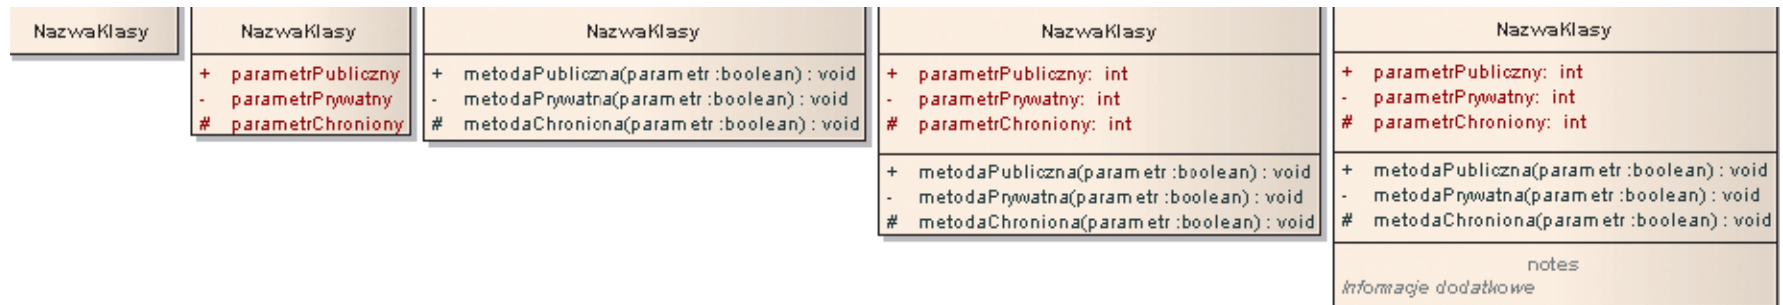 NazwaKlasy
NazwaKlasy
+ parametrPubliczny
- parametrPrywatny
# parametrChroniony
NazwaKlasy
+ metodaPubliczna(parametr :boolean) : void
- metodaPrywatna(parametr :boolean) : void
# metodaChroniona(parametr :boolean) : void
NazwaKlasy
+ parametrPubliczny: int
- parametrPrywatny: int
# parametrChroniony: int
+ metodaPubliczna(parametr :boolean) : void
- metodaPrywatna(parametr :boolean) : void
# metodaChroniona(parametr :boolean) : void
NazwaKlasy
+ parametrPubliczny: int
- parametrPrywatny: int
# parametrChroniony: int
+ metodaPubliczna(parametr :boolean) : void
- metodaPrywatna(parametr :boolean) : void
# metodaChroniona(parametr :boolean) : void
notes
Informacje dodatkowe